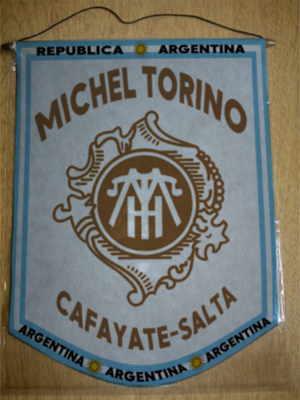 REPUBLICA ARGENTINA
MICHEL TORINO
CAFAYATE-SALTA
ARGENTINA ARGENTINA ARGENTINA